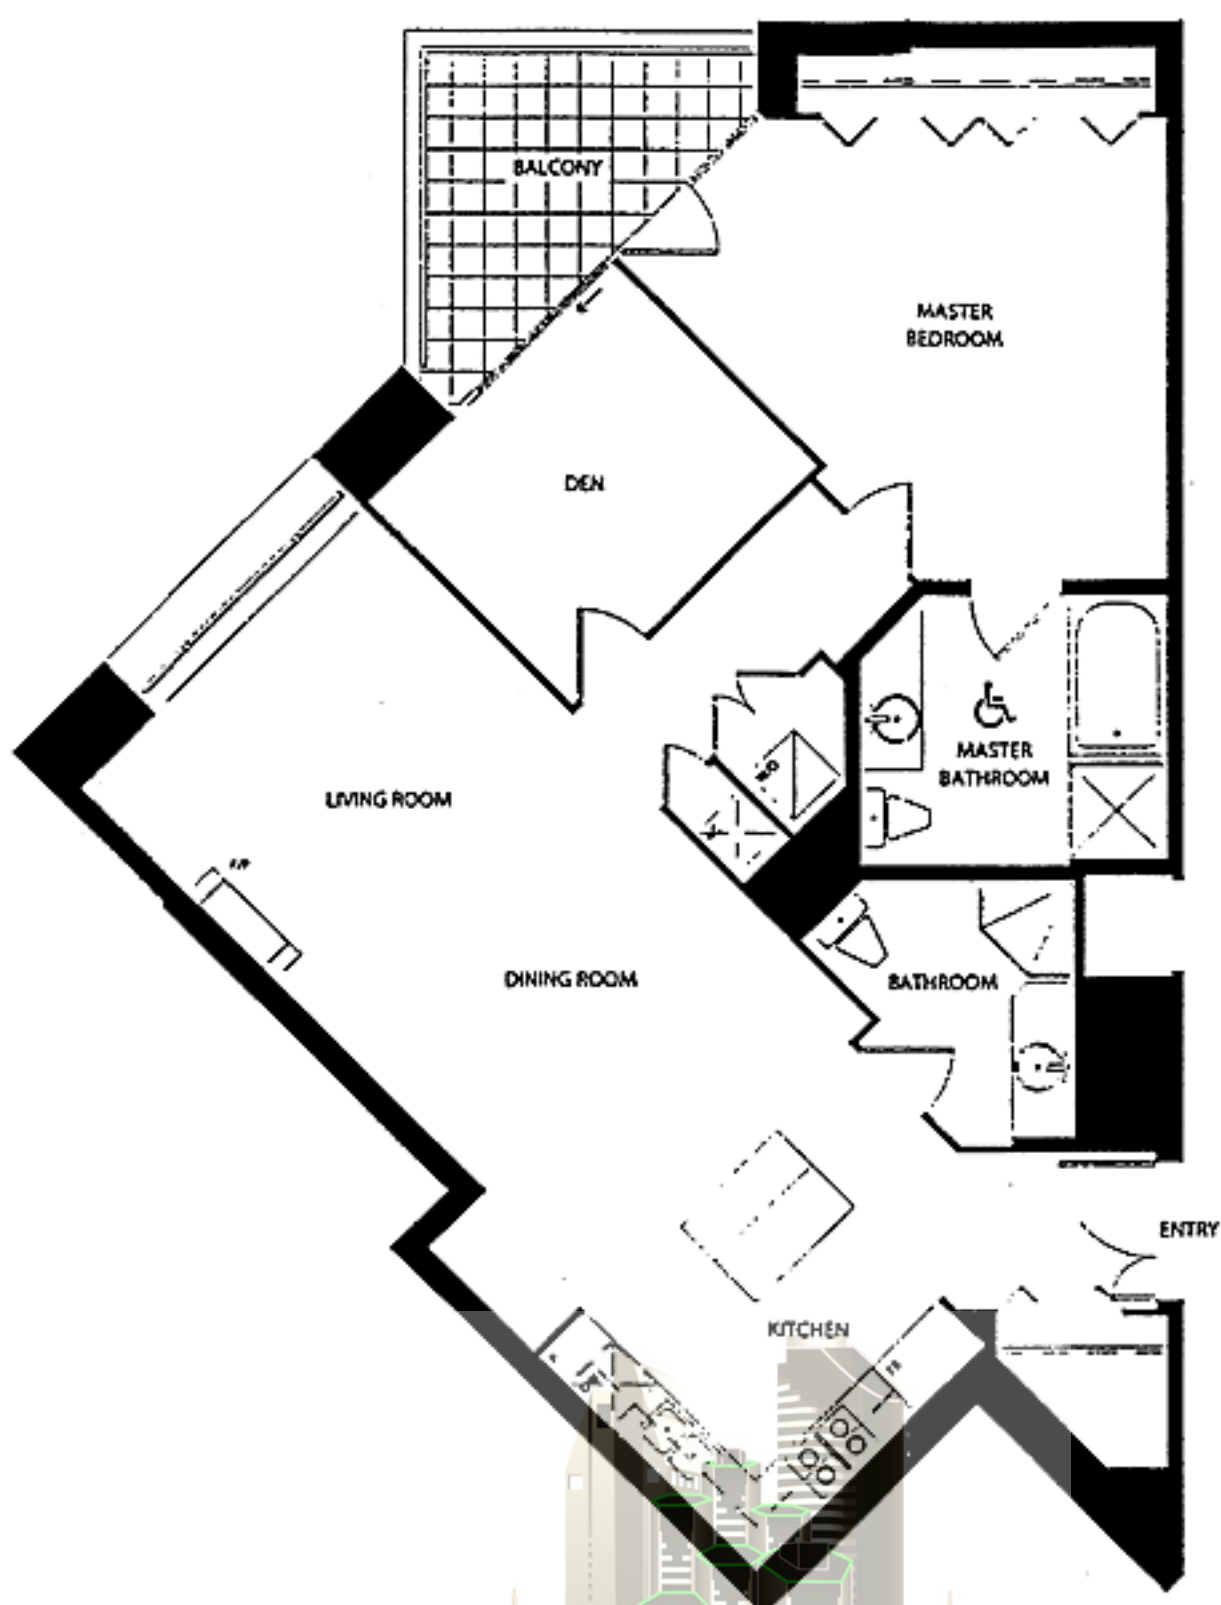 BALCONY
MASTER
BEDROOM
DEN
MASTER
BATHROOM
W/D
LIVING ROOM
F/P
DINING ROOM
BATHROOM
ENTRY
KITCHEN